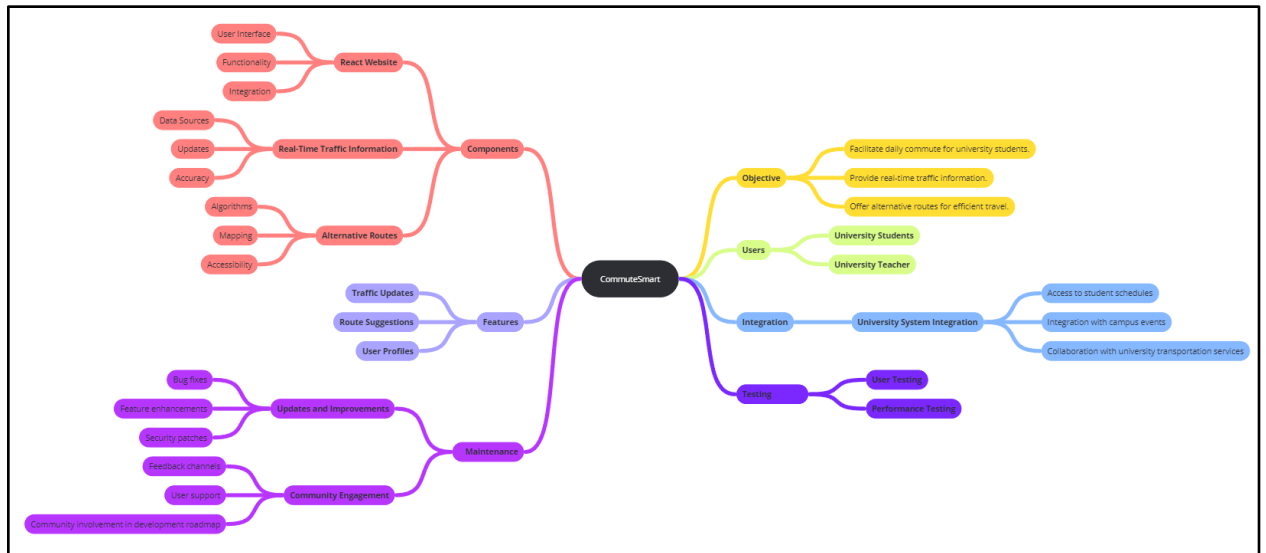 User Interface
Functionality
Integration
React Website
Data Sources
Updates
Accuracy
Real-Time Traffic Information
Algorithms
Mapping
Accessibility
Alternative Routes
Components
Traffic Updates
Route Suggestions
User Profiles
Features
Bug fixes
Feature enhancements
Security patches
Updates and Improvements
Feedback channels
User support
Community involvement in development roadmap
Community Engagement
Maintenance
CommuteSmart
Objective
Facilitate daily commute for university students.
Provide real-time traffic information.
Offer alternative routes for efficient travel.
Users
University Students
University Teacher
Integration
University System Integration
Access to student schedules
Integration with campus events
Collaboration with university transportation services
Testing
User Testing
Performance Testing